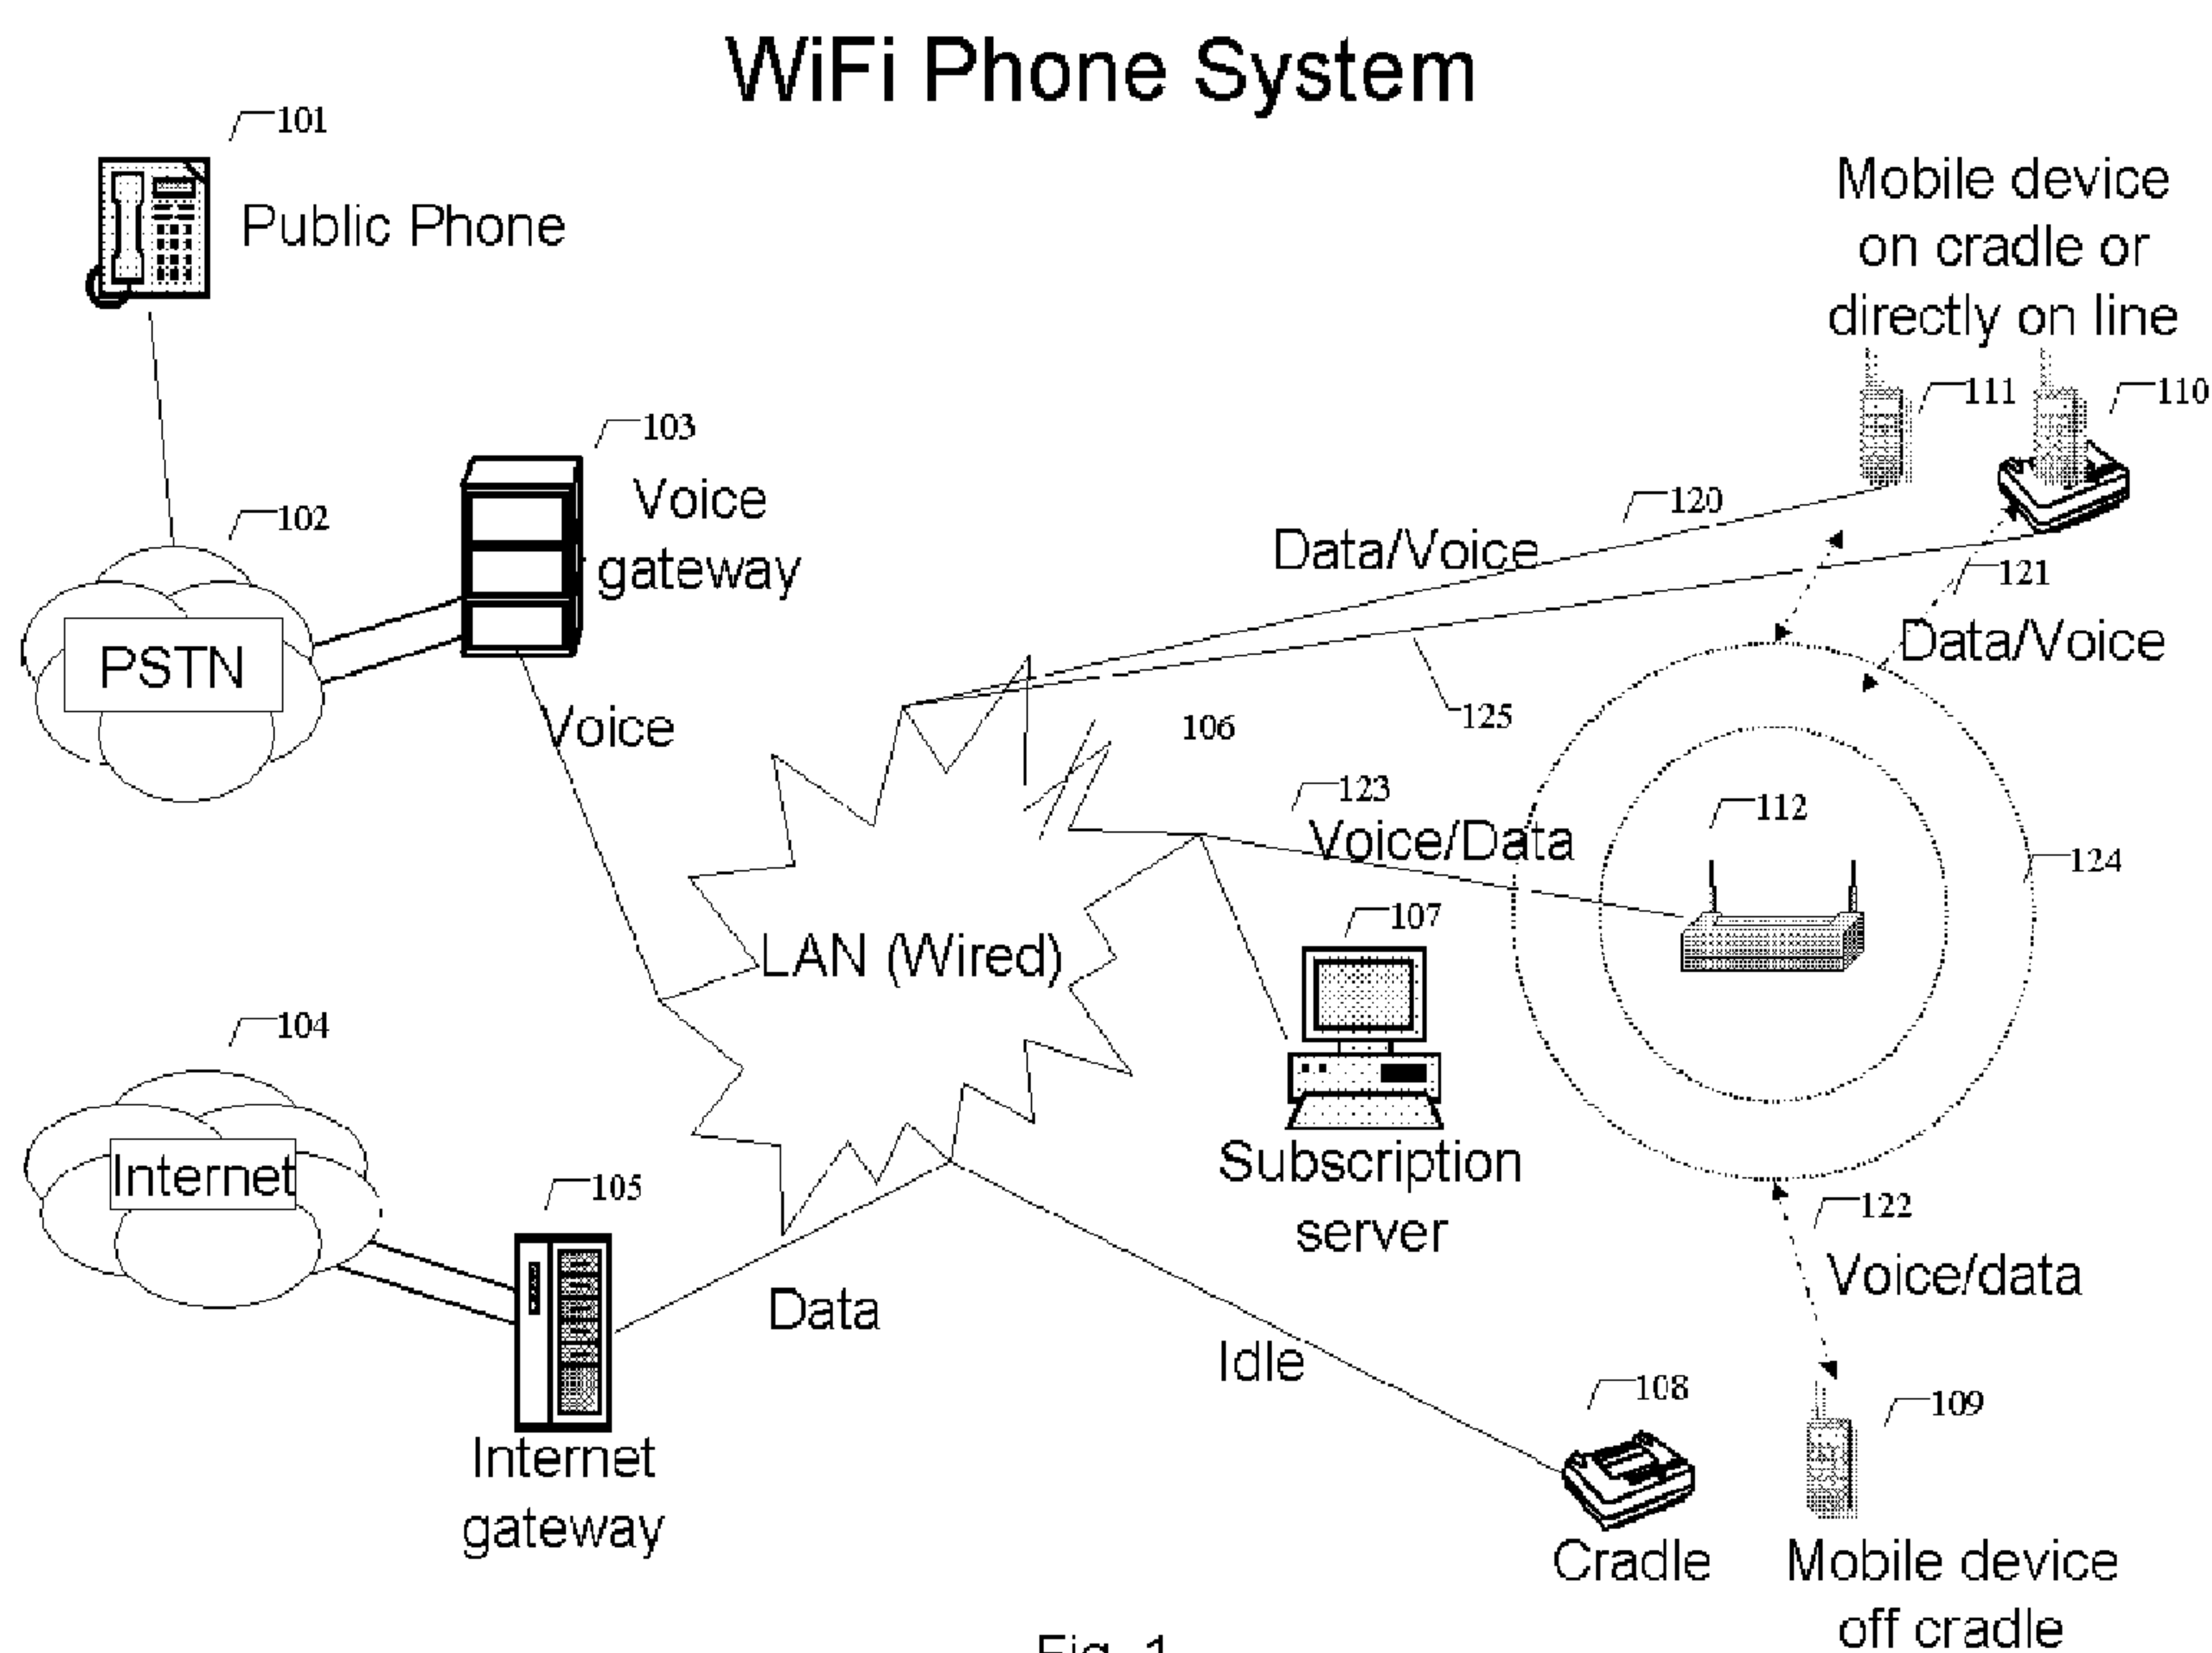 WiFi Phone System
101
Public Phone
Mobile device
on cradle or
directly on line
111
110
103
Voice
gateway
102
PSTN
120
Data/Voice
121
Data/Voice
Voice
125
106
123
Voice/Data
112
124
107
LAN (Wired)
104
Internet
105
Subscription
server
122
Voice/data
Data
Idle
108
109
Internet
gateway
Cradle
Mobile device
off cradle
Fig. 1